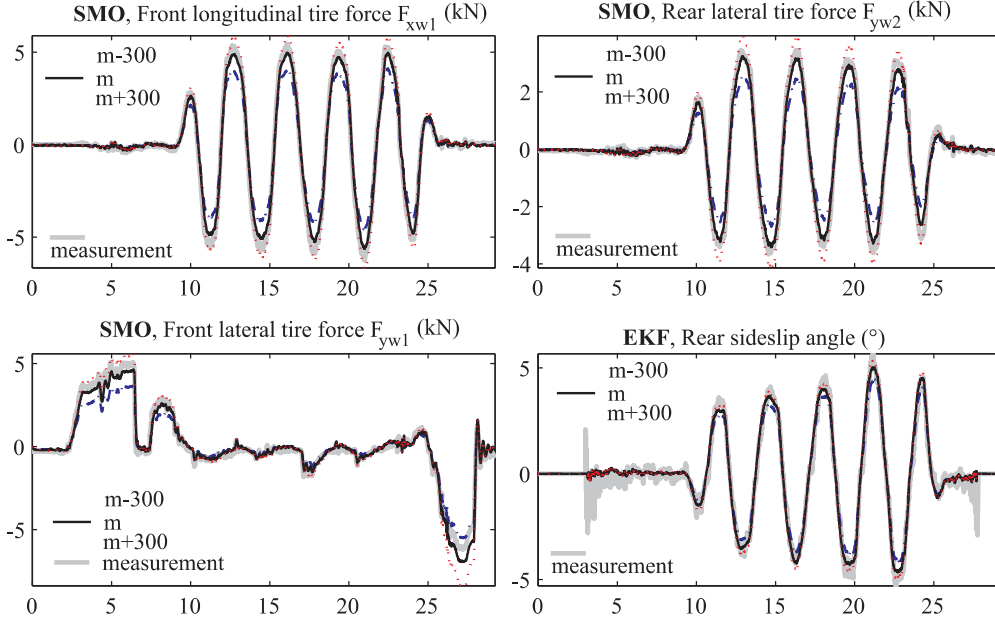 SMO, Front longitudinal tire force F_xw1 (kN)
m-300
m
m+300
measurement
5
0
-5
0 5 10 15 20 25
SMO, Rear lateral tire force F_yw2 (kN)
m-300
m
m+300
measurement
2
0
-2
-4
0 5 10 15 20 25
SMO, Front lateral tire force F_yw1 (kN)
5
0
-5
m-300
m
m+300
measurement
0 5 10 15 20 25
EKF, Rear sideslip angle (°)
m-300
m
m+300
measurement
5
0
-5
0 5 10 15 20 25